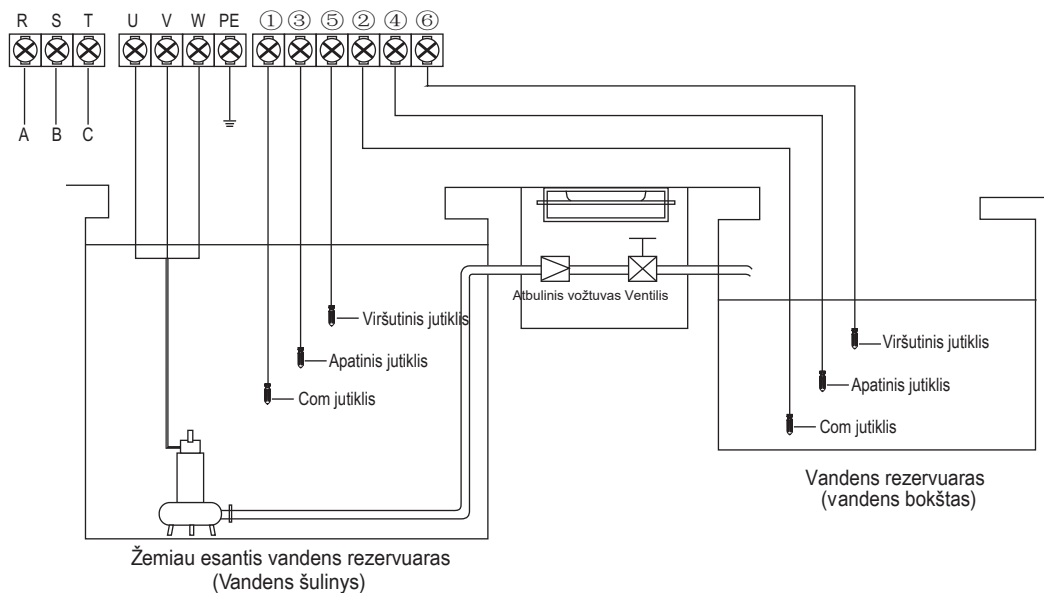 R S T U V W PE ① ③ ⑤ ② ④ ⑥
A B C
Atbulinis vožtuvas Ventilis
Viršutinis jutiklis
Apatinis jutiklis
Com jutiklis
Viršutinis jutiklis
Apatinis jutiklis
Com jutiklis
Vandens rezervuaras
(vandens bokštas)
Žemiau esantis vandens rezervuaras
(Vandens šulinys)